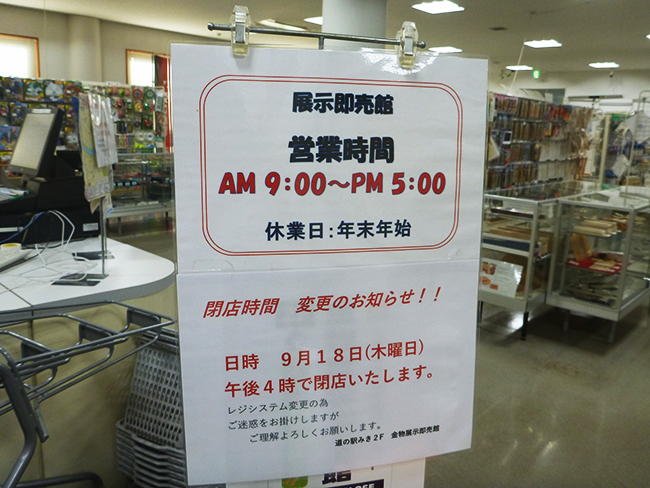 展示即売館
営業時間
AM 9:00～PM 5:00
休業日:年末年始
閉店時間　変更のお知らせ！！
日時　９月１８日(木曜日)
午後４時で閉店いたします。
レジシステム変更の為
ご迷惑をお掛けしますが
ご理解よろしくお願いします。
道の駅みき２Ｆ　金物展示即売館
館